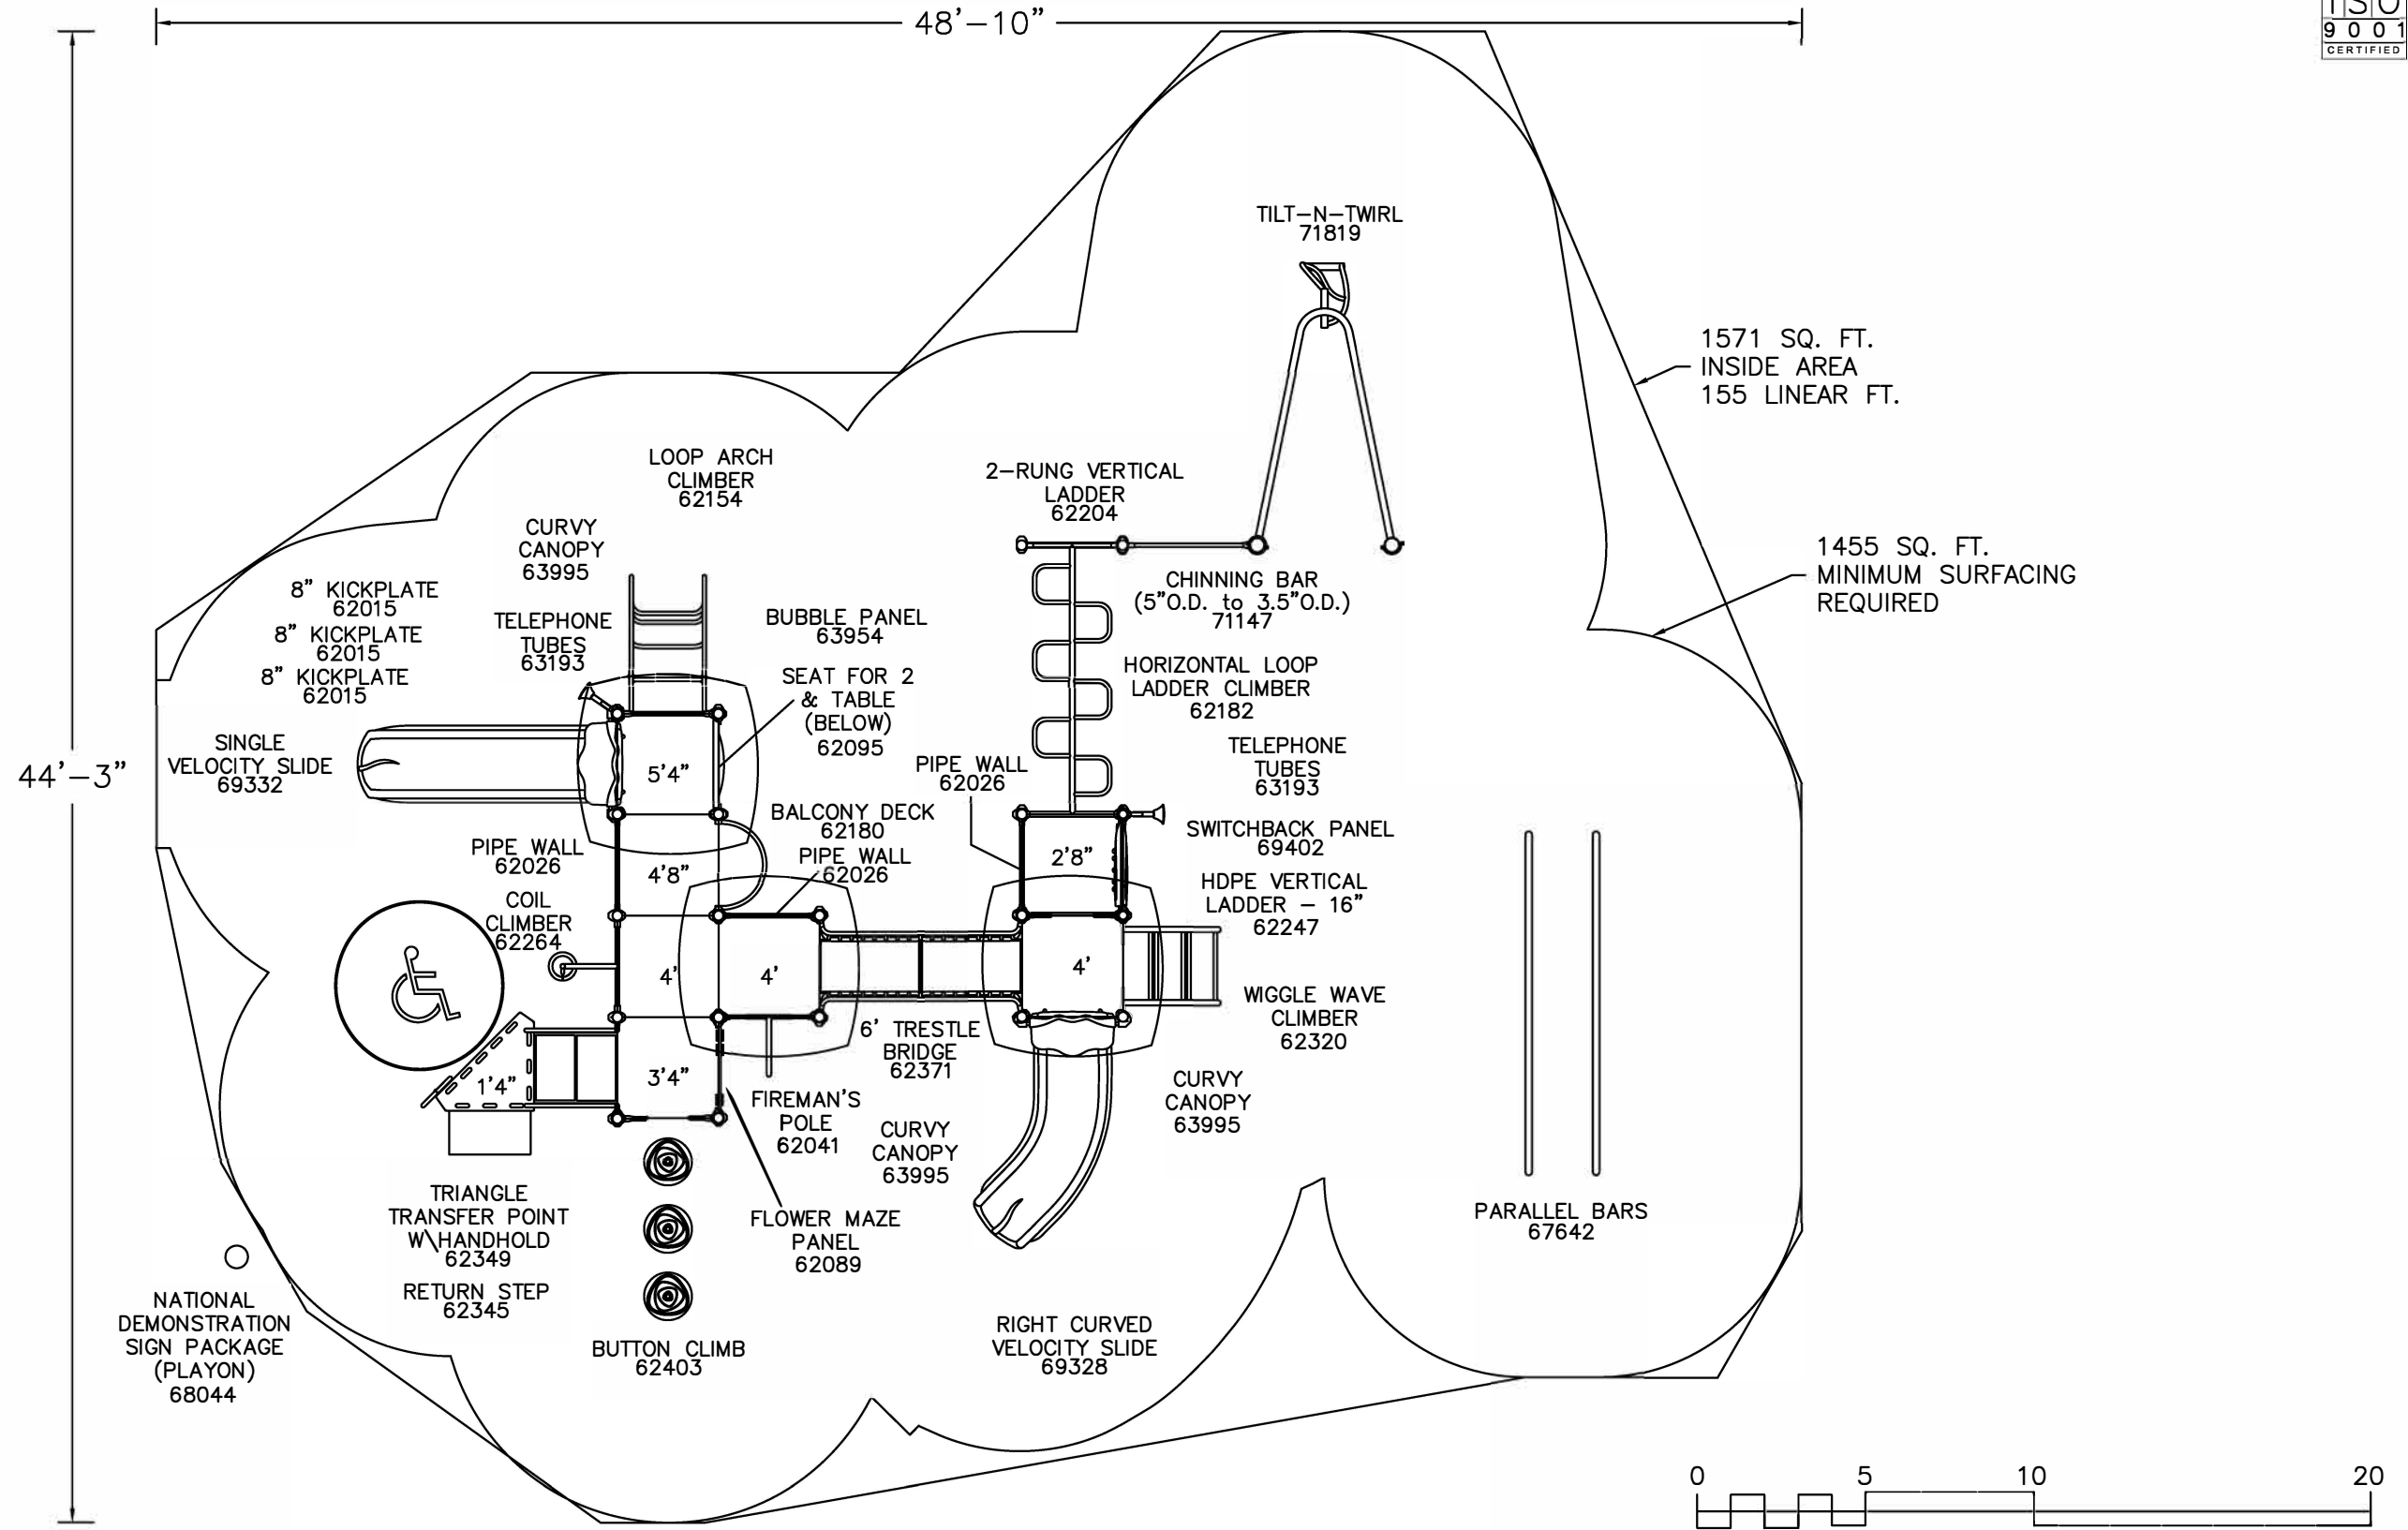 48'-10"
ISO
9001
CERTIFIED
44'-3"
TILT-N-TWIRL
71819
1571 SQ. FT.
INSIDE AREA
155 LINEAR FT.
1455 SQ. FT.
MINIMUM SURFACING
REQUIRED
LOOP ARCH
CLIMBER
62154
2-RUNG VERTICAL
LADDER
62204
CURVY
CANOPY
63995
8" KICKPLATE
62015
8" KICKPLATE
62015
8" KICKPLATE
62015
TELEPHONE
TUBES
63193
BUBBLE PANEL
63954
SEAT FOR 2
& TABLE
(BELOW)
62095
CHINNING BAR
(5"O.D. to 3.5"O.D.)
71147
HORIZONTAL LOOP
LADDER CLIMBER
62182
SINGLE
VELOCITY SLIDE
69332
5'4"
PIPE WALL
62026
TELEPHONE
TUBES
63193
BALCONY DECK
62180
PIPE WALL
62026
PIPE WALL
62026
4'8"
2'8"
SWITCHBACK PANEL
69402
COIL
CLIMBER
62264
HDPE VERTICAL
LADDER - 16"
62247
4'
4'
4'
WIGGLE WAVE
CLIMBER
62320
6' TRESTLE
BRIDGE
62371
1'4"
3'4"
FIREMAN'S
POLE
62041
CURVY
CANOPY
63995
CURVY
CANOPY
63995
TRIANGLE
TRANSFER POINT
W\HANDHOLD
62349
RETURN STEP
62345
FLOWER MAZE
PANEL
62089
PARALLEL BARS
67642
NATIONAL
DEMONSTRATION
SIGN PACKAGE
(PLAYON)
68044
BUTTON CLIMB
62403
RIGHT CURVED
VELOCITY SLIDE
69328
0 5 10 20